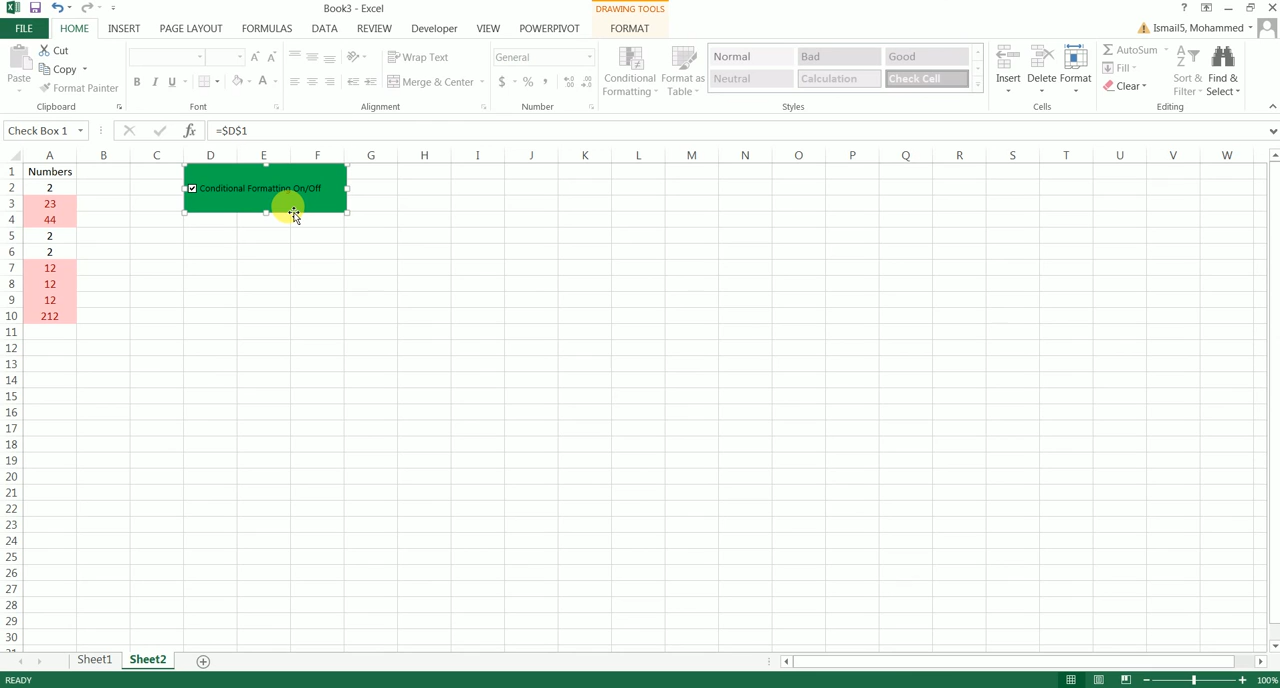 Book3 - Excel
DRAWING TOOLS
?
FILE HOME INSERT PAGE LAYOUT FORMULAS DATA REVIEW Developer VIEW POWERPIVOT FORMAT Ismail5, Mohammed
Paste
Cut
Copy
Format Painter
Clipboard
B I U
A A
A
Font
Wrap Text
Merge & Center
Alignment
General
$ % ,
Number
Conditional
Formatting
Format as
Table
Normal Bad Good
Neutral Calculation Check Cell
Styles
Insert Delete Format
Cells
AutoSum
Fill
Clear
Sort &
Filter
Find &
Select
Editing
Check Box 1 fx =$D$1
A B C D E F G H I J K L M N O P Q R S T U V W
1 Numbers
2 2 Conditional Formatting On/Off
3 23
4 44
5 2
6 2
7 12
8 12
9 12
10 212
11
12
13
14
15
16
17
18
19
20
21
22
23
24
25
26
27
28
29
30
Sheet1 Sheet2
READY 100%